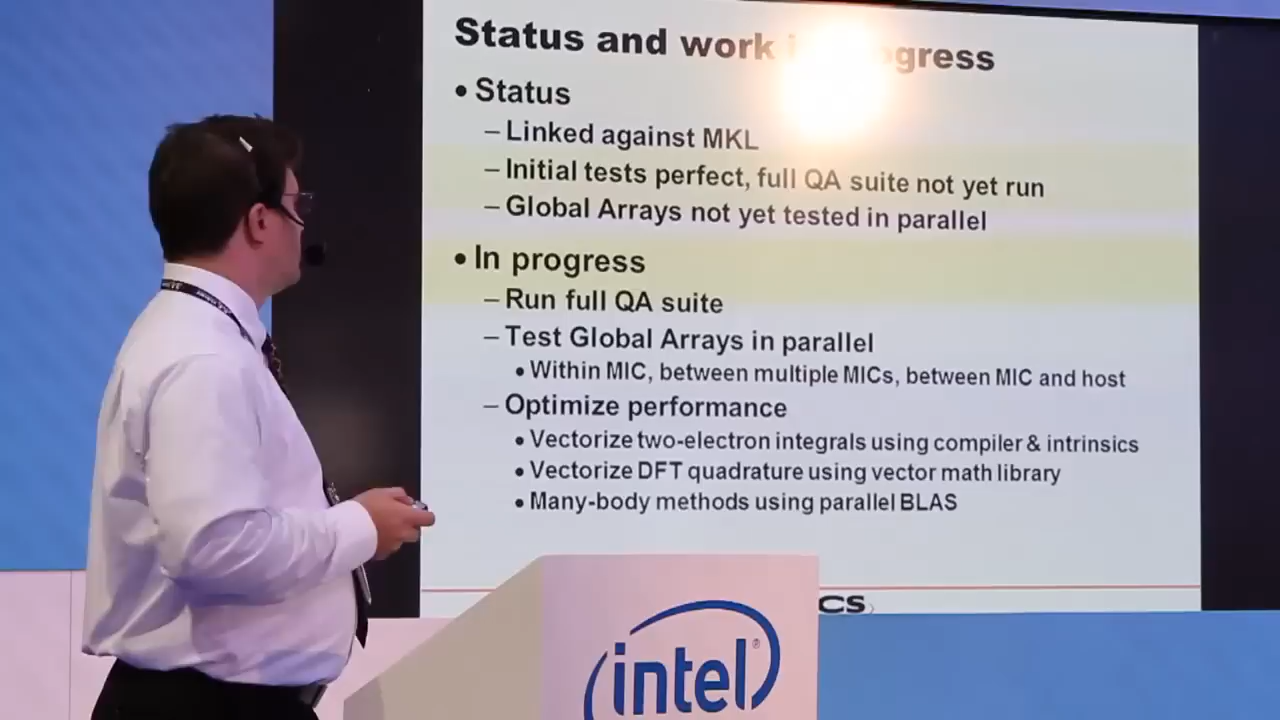 Status and work
• Status
– Linked against MKL
– Initial tests perfect, full QA suite not yet run
– Global Arrays not yet tested in parallel
• In progress
– Run full QA suite
– Test Global Arrays in parallel
• Within MIC, between multiple MICs, between MIC and host
– Optimize performance
• Vectorize two-electron integrals using compiler & intrinsics
• Vectorize DFT quadrature using vector math library
• Many-body methods using parallel BLAS
CS
intel®